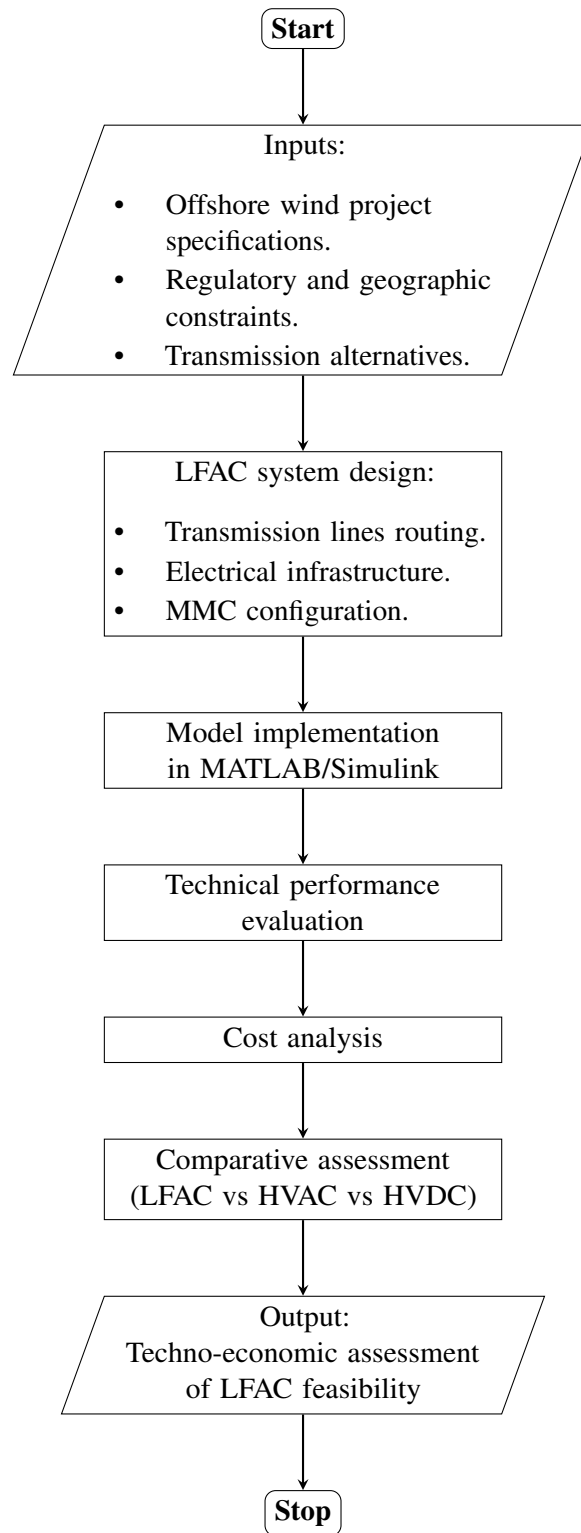 Start
Inputs:
• Offshore wind project
specifications.
• Regulatory and geographic
constraints.
• Transmission alternatives.
LFAC system design:
• Transmission lines routing.
• Electrical infrastructure.
• MMC configuration.
Model implementation
in MATLAB/Simulink
Technical performance
evaluation
Cost analysis
Comparative assessment
(LFAC vs HVAC vs HVDC)
Output:
Techno-economic assessment
of LFAC feasibility
Stop